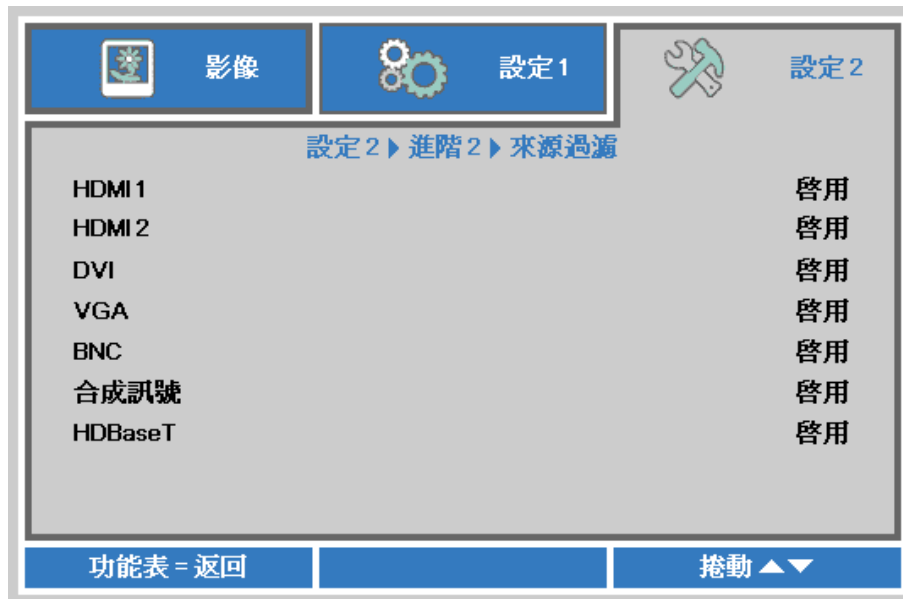 影像 設定1 設定2
設定2 ▶ 進階2 ▶ 來源過濾
HDMI 1 啓用
HDMI 2 啓用
DVI 啓用
VGA 啓用
BNC 啓用
合成訊號 啓用
HDBaseT 啓用
功能表 = 返回 捲動 ▲▼